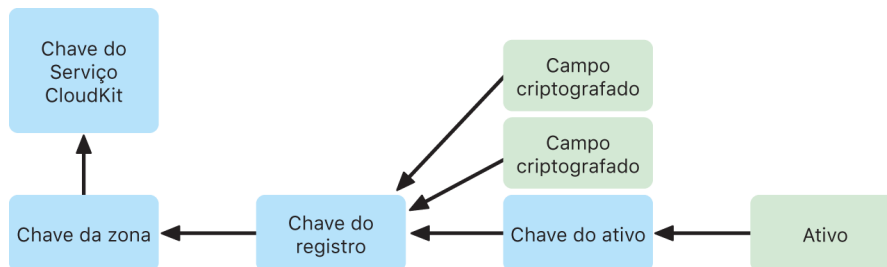 Chave do
Serviço
CloudKit
Campo
criptografado
Campo
criptografado
Chave da zona
Chave do
registro
Chave do ativo
Ativo